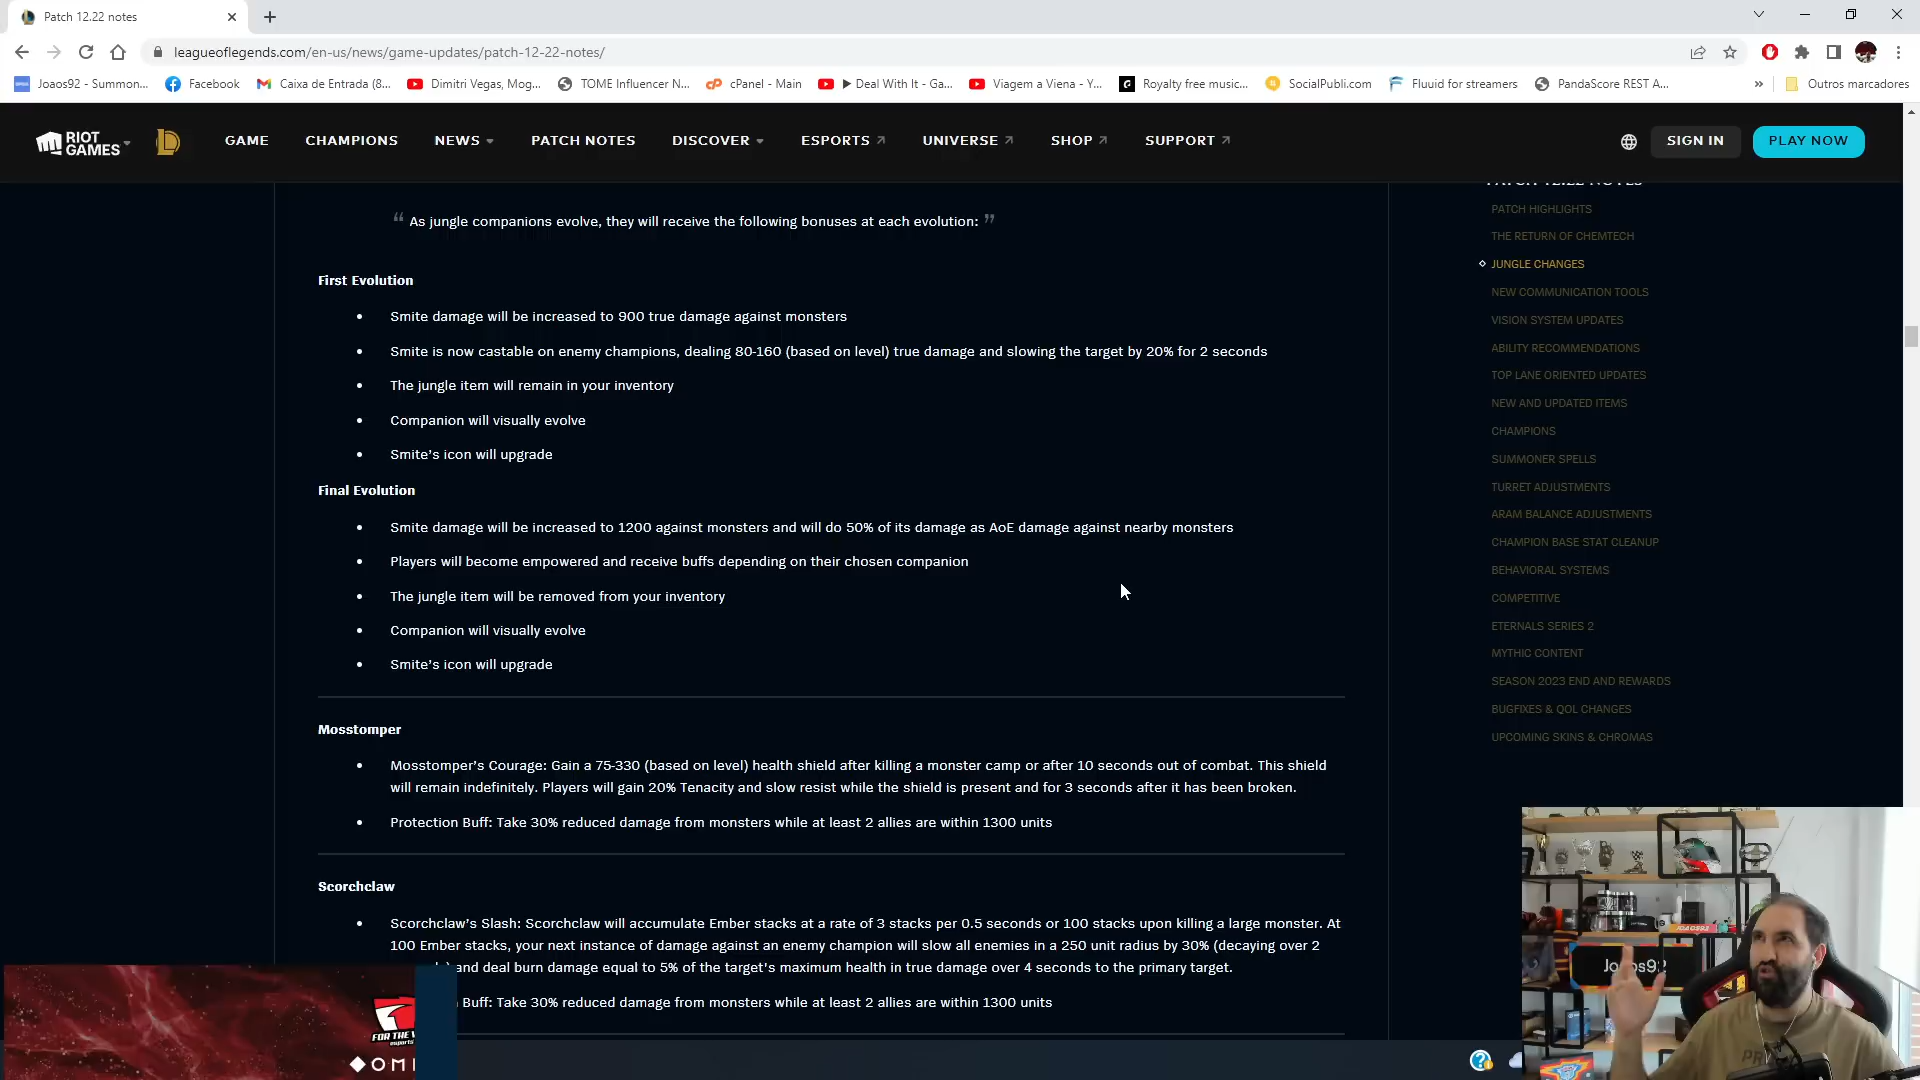 Patch 12.22 notes
leagueoflegends.com/en-us/news/game-updates/patch-12-22-notes/
Joaos92 - Summon... Facebook Caixa de Entrada (8... Dimitri Vegas, Mog... TOME Influencer N... cPanel - Main ▶ Deal With It - Ga... Viagem a Viena - Y... Royalty free music... SocialPubli.com Fluuid for streamers PandaScore REST A... » Outros marcadores
RIOT GAMES GAME CHAMPIONS NEWS PATCH NOTES DISCOVER ESPORTS UNIVERSE SHOP SUPPORT SIGN IN PLAY NOW
“ As jungle companions evolve, they will receive the following bonuses at each evolution: ”
First Evolution
• Smite damage will be increased to 900 true damage against monsters
• Smite is now castable on enemy champions, dealing 80-160 (based on level) true damage and slowing the target by 20% for 2 seconds
• The jungle item will remain in your inventory
• Companion will visually evolve
• Smite’s icon will upgrade
Final Evolution
• Smite damage will be increased to 1200 against monsters and will do 50% of its damage as AoE damage against nearby monsters
• Players will become empowered and receive buffs depending on their chosen companion
• The jungle item will be removed from your inventory
• Companion will visually evolve
• Smite’s icon will upgrade
Mosstomper
• Mosstomper’s Courage: Gain a 75-330 (based on level) health shield after killing a monster camp or after 10 seconds out of combat. This shield
will remain indefinitely. Players will gain 20% Tenacity and slow resist while the shield is present and for 3 seconds after it has been broken.
• Protection Buff: Take 30% reduced damage from monsters while at least 2 allies are within 1300 units
Scorchclaw
• Scorchclaw’s Slash: Scorchclaw will accumulate Ember stacks at a rate of 3 stacks per 0.5 seconds or 100 stacks upon killing a large monster. At
100 Ember stacks, your next instance of damage against an enemy champion will slow all enemies in a 250 unit radius by 30% (decaying over 2
and deal burn damage equal to 5% of the target’s maximum health in true damage over 4 seconds to the primary target.
Buff: Take 30% reduced damage from monsters while at least 2 allies are within 1300 units
PATCH 12.22 NOTES
PATCH HIGHLIGHTS
THE RETURN OF CHEMTECH
JUNGLE CHANGES
NEW COMMUNICATION TOOLS
VISION SYSTEM UPDATES
ABILITY RECOMMENDATIONS
TOP LANE ORIENTED UPDATES
NEW AND UPDATED ITEMS
CHAMPIONS
SUMMONER SPELLS
TURRET ADJUSTMENTS
ARAM BALANCE ADJUSTMENTS
CHAMPION BASE STAT CLEANUP
BEHAVIORAL SYSTEMS
COMPETITIVE
ETERNALS SERIES 2
MYTHIC CONTENT
SEASON 2023 END AND REWARDS
BUGFIXES & QOL CHANGES
UPCOMING SKINS & CHROMAS
FOR THE
esports